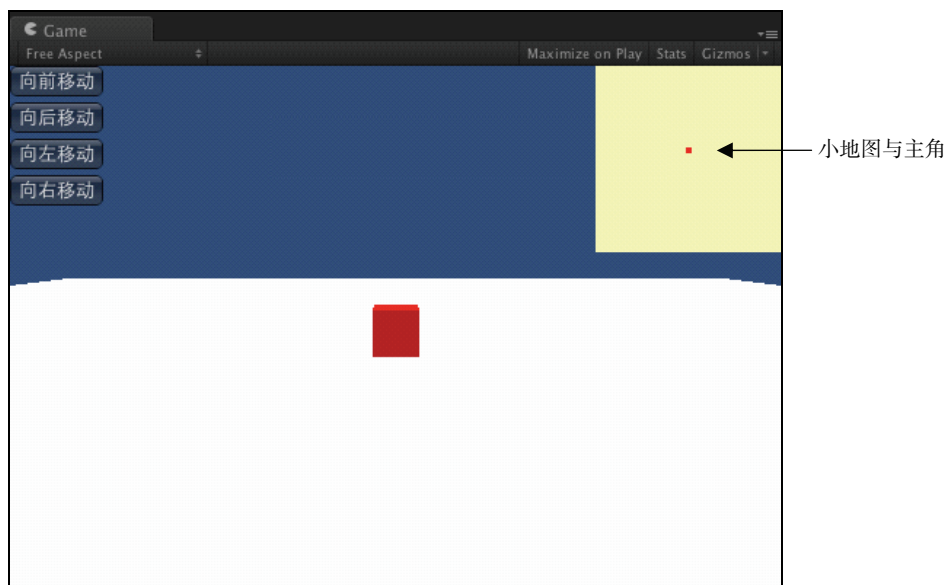 Game
Free Aspect
Maximize on Play Stats Gizmos
向前移动
向后移动
向左移动
向右移动
小地图与主角